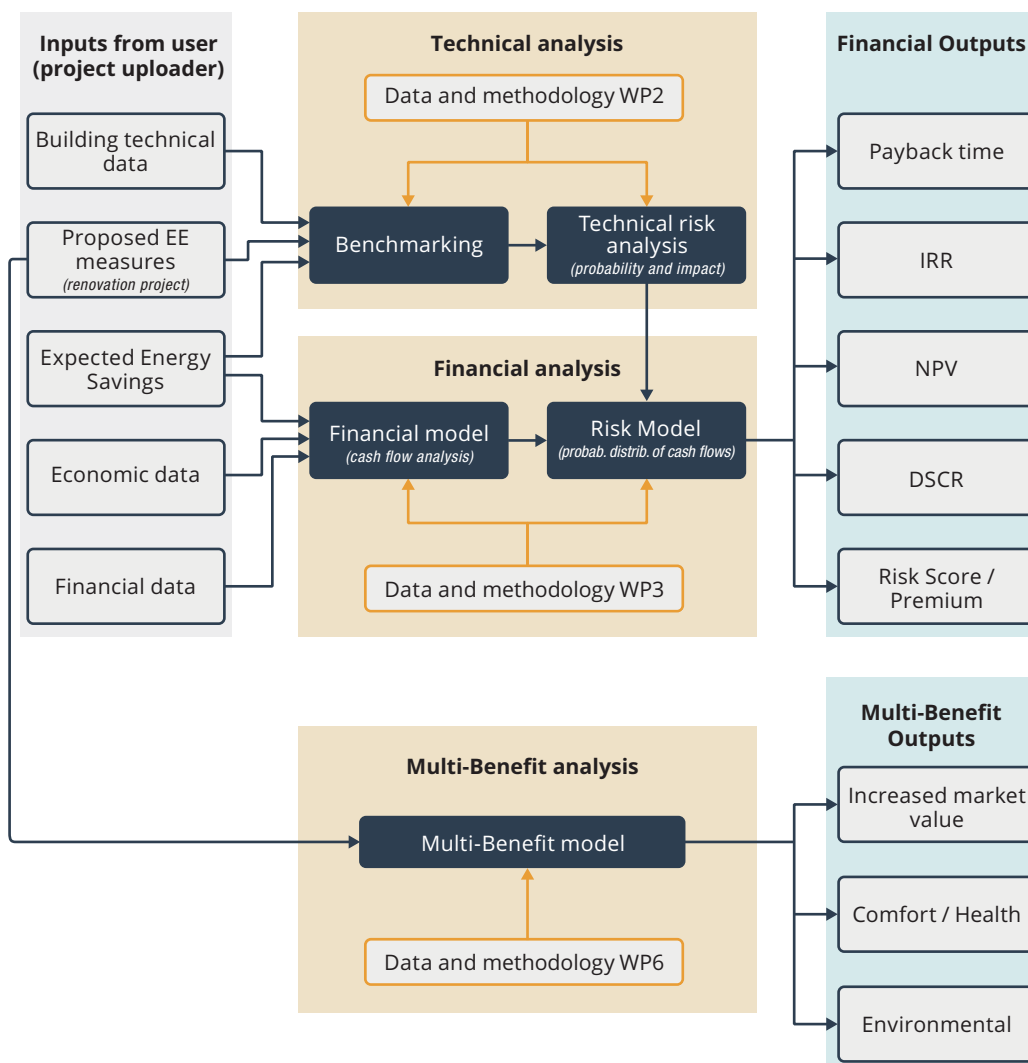 Inputs from user
(project uploader)
Building technical
data
Proposed EE
measures
(renovation project)
Expected Energy
Savings
Economic data
Financial data
Technical analysis
Data and methodology WP2
Benchmarking
Technical risk
analysis
(probability and impact)
Financial analysis
Financial model
(cash flow analysis)
Risk Model
(probab. distrib. of cash flows)
Data and methodology WP3
Financial Outputs
Payback time
IRR
NPV
DSCR
Risk Score /
Premium
Multi-Benefit analysis
Multi-Benefit model
Data and methodology WP6
Multi-Benefit
Outputs
Increased market
value
Comfort / Health
Environmental